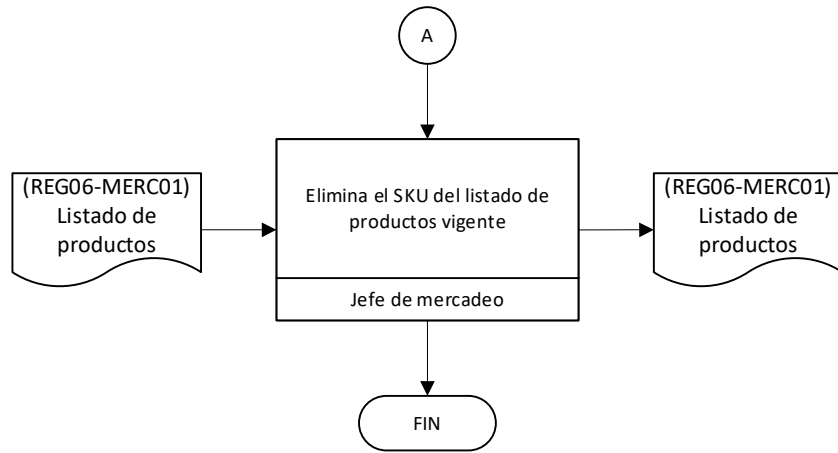 A
(REG06-MERC01)
Listado de
productos
Elimina el SKU del listado de
productos vigente
Jefe de mercadeo
(REG06-MERC01)
Listado de
productos
FIN